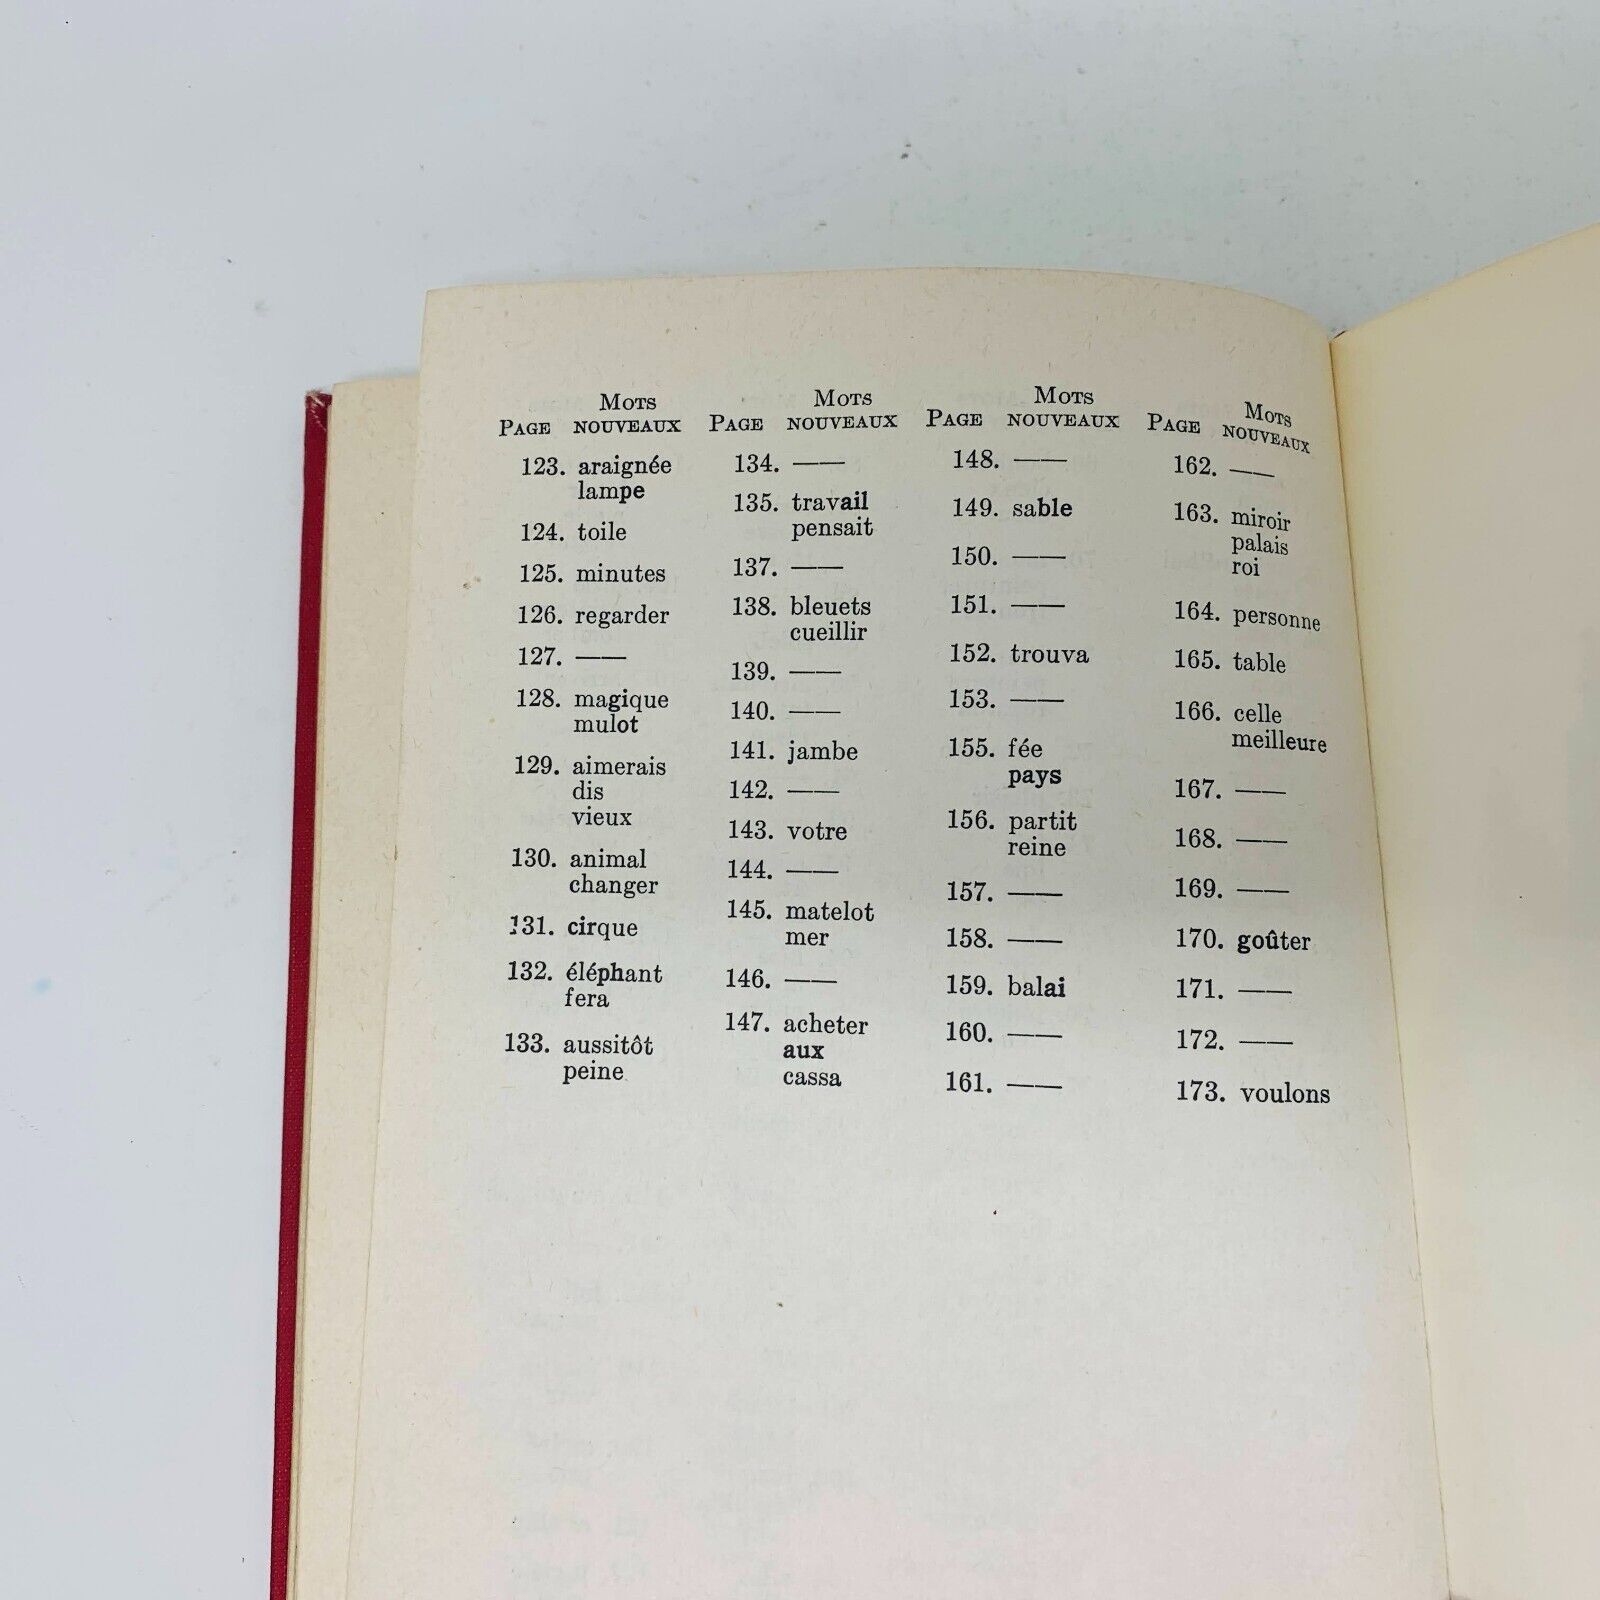 Mots
Page nouveaux
123. araignée
lampe
124. toile
125. minutes
126. regarder
127. ——
128. magique
mulot
129. aimerais
dis
vieux
130. animal
changer
131. cirque
132. éléphant
fera
133. aussitôt
peine
Mots
Page nouveaux
134. ——
135. travail
pensait
137. ——
138. bleuets
cueillir
139. ——
140. ——
141. jambe
142. ——
143. votre
144. ——
145. matelot
mer
146. ——
147. acheter
aux
cassa
Mots
Page nouveaux
148. ——
149. sable
150. ——
151. ——
152. trouva
153. ——
155. fée
pays
156. partit
reine
157. ——
158. ——
159. balai
160. ——
161. ——
Mots
Page nouveaux
162. ——
163. miroir
palais
roi
164. personne
165. table
166. celle
meilleure
167. ——
168. ——
169. ——
170. goûter
171. ——
172. ——
173. voulons